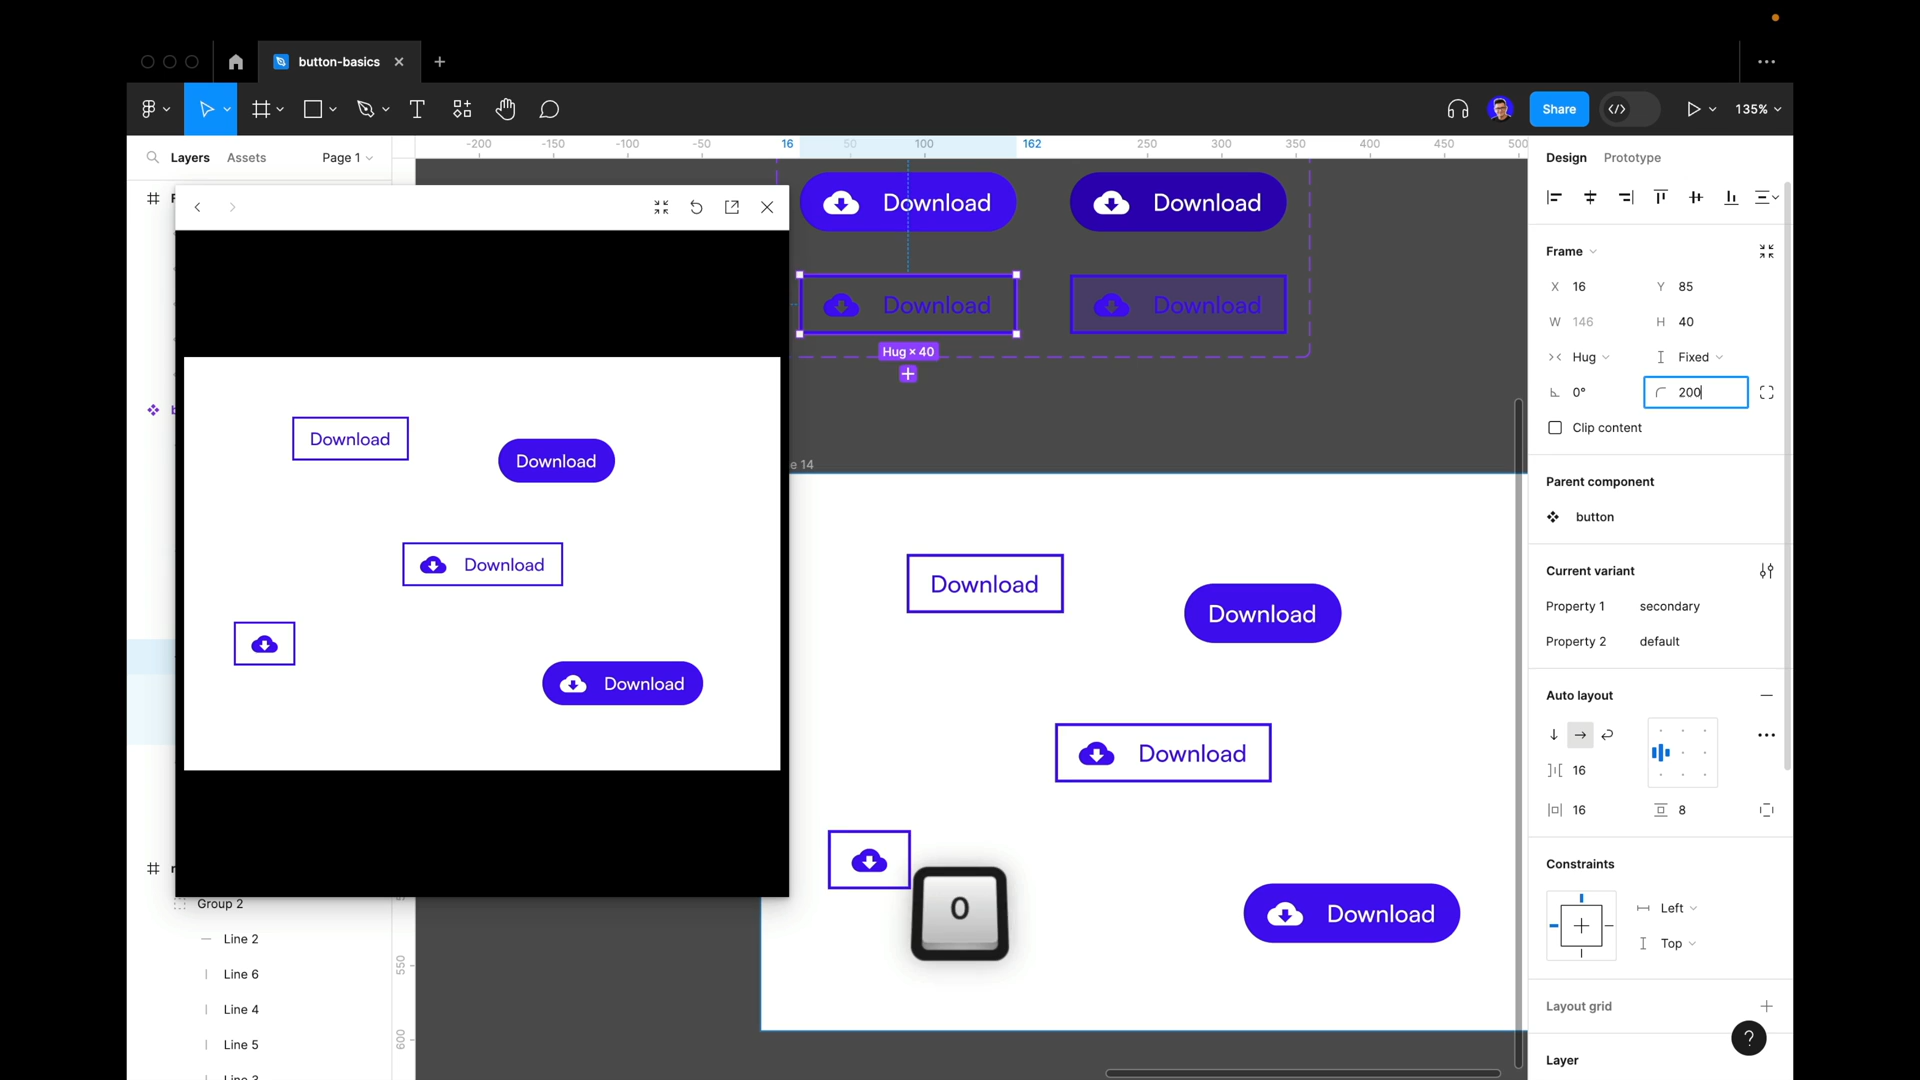 button-basics
Share
135%
Layers
Assets
Page 1
-200
-150
-100
-50
16
50
100
162
250
300
350
400
450
500
Design
Prototype
Download
Download
Download
Download
Hug × 40
Frame
X 16
Y 85
W 146
H 40
Hug
Fixed
0°
200
Clip content
Download
Download
Download
Download
e 14
Parent component
button
Download
Download
Download
Download
Current variant
Property 1 secondary
Property 2 default
Auto layout
16
16
8
Constraints
Left
Top
0
Group 2
Line 2
Line 6
Line 4
Line 5
550
600
Layout grid
?
Layer